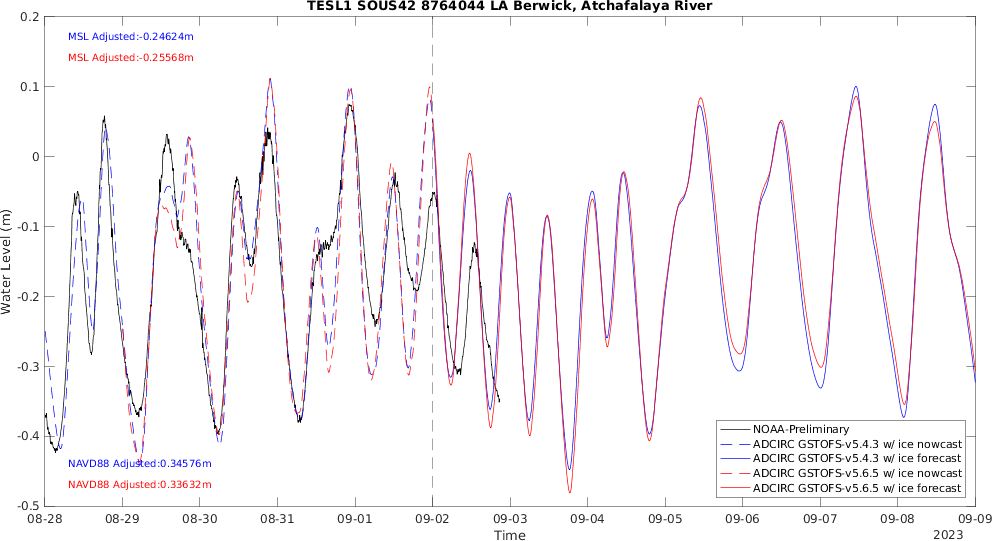 TESL1 SOUS42 8764044 LA Berwick, Atchafalaya River
MSL Adjusted:-0.24624m
MSL Adjusted:-0.25568m
Water Level (m)
0.2
0.1
0
-0.1
-0.2
-0.3
-0.4
-0.5
NAVD88 Adjusted:0.34576m
NAVD88 Adjusted:0.33632m
NOAA-Preliminary
ADCIRC GSTOFS-v5.4.3 w/ ice nowcast
ADCIRC GSTOFS-v5.4.3 w/ ice forecast
ADCIRC GSTOFS-v5.6.5 w/ ice nowcast
ADCIRC GSTOFS-v5.6.5 w/ ice forecast
08-28 08-29 08-30 08-31 09-01 09-02 09-03 09-04 09-05 09-06 09-07 09-08 09-09
Time
2023